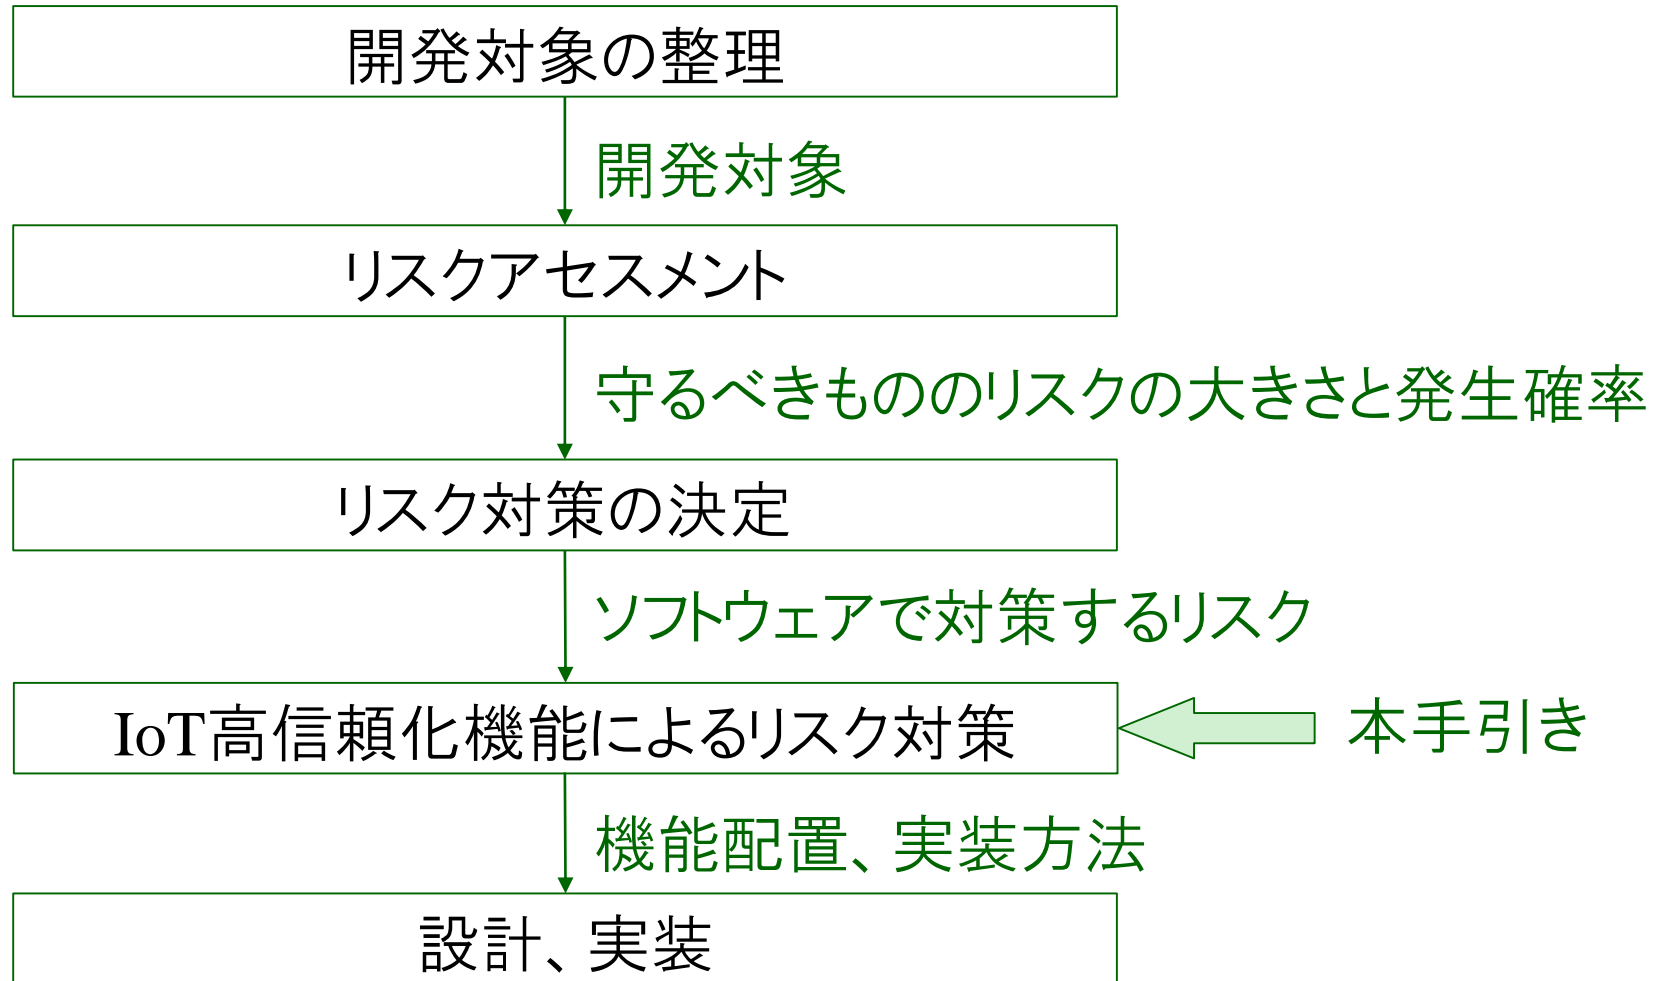 開発対象の整理
開発対象
リスクアセスメント
守るべきもののリスクの大きさと発生確率
リスク対策の決定
ソフトウェアで対策するリスク
IoT高信頼化機能によるリスク対策
本手引き
機能配置、実装方法
設計、実装